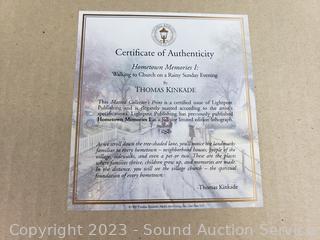 Certificate of Authenticity
Hometown Memories I:
Walking to Church on a Rainy Sunday Evening
By
THOMAS KINKADE
This Matted Collector's Print is a certified issue of Lightpost
Publishing and is elegantly matted according to the artist's
specifications. Lightpost Publishing has previously published
Hometown Memories I as a full-size limited edition lithograph.
As we stroll down the tree-shaded lane, you'll notice the landmarks
familiar to every hometown - neighborhood houses, people of the
village, sidewalks, and even a pet or two. These are the places
where families thrive, children grow up, and memories are made.
In the distance, you will see the village church - the spiritual
foundation of every hometown.
-Thomas Kinkade
Copyright 2023 - Sound Auction Service